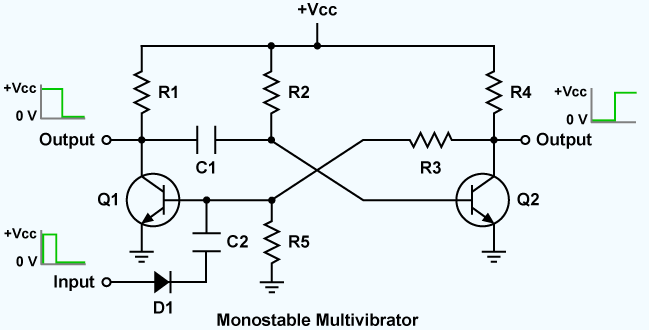 +Vcc
R1
R2
R4
+Vcc
0 V
+Vcc
0 V
Output
C1
R3
Output
Q1
Q2
+Vcc
0 V
C2
R5
Input
D1
Monostable Multivibrator